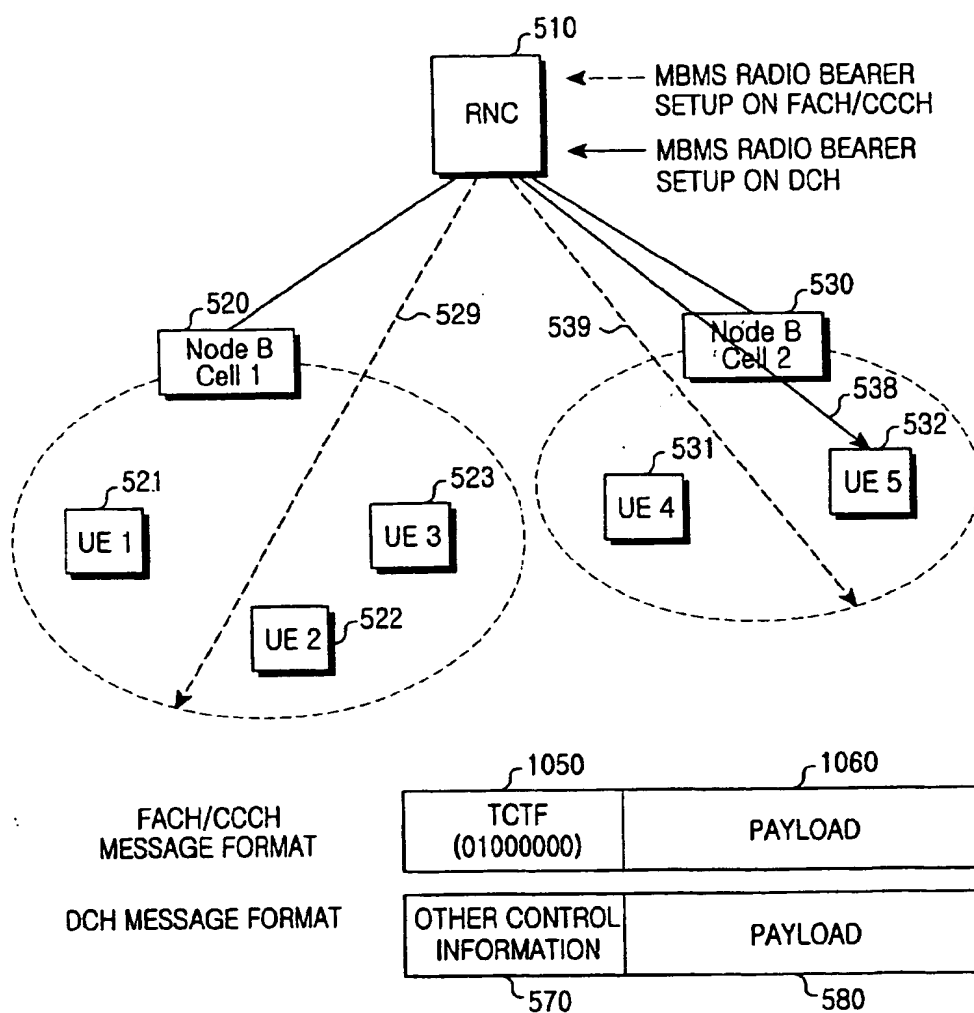 510
RNC
MBMS RADIO BEARER
SETUP ON FACH/CCCH
MBMS RADIO BEARER
SETUP ON DCH
520
Node B
Cell 1
529
539
530
Node B
Cell 2
538
532
UE 5
531
UE 4
521
UE 1
523
UE 3
UE 2
522
1050
1060
FACH/CCCH
MESSAGE FORMAT
TCTF
(01000000)
PAYLOAD
DCH MESSAGE FORMAT
OTHER CONTROL
INFORMATION
PAYLOAD
570
580